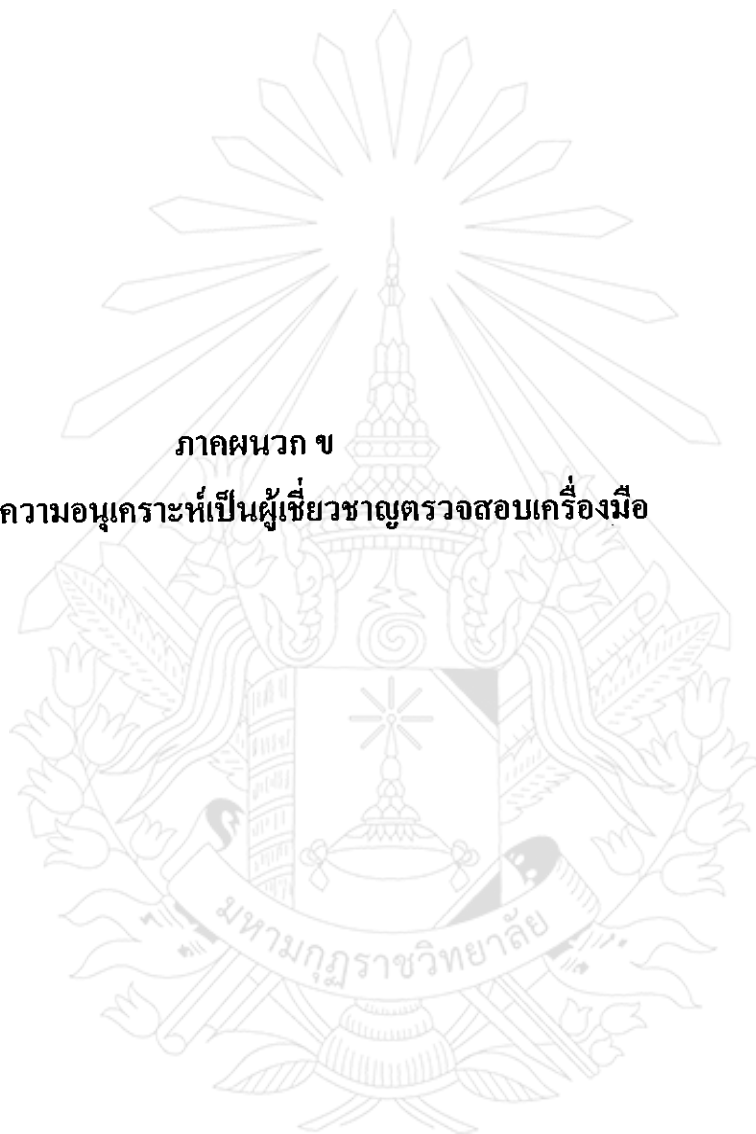 ภาคผนวก ข
ความอนุเคราะห์เป็นผู้เชี่ยวชาญตรวจสอบเครื่องมือ
มหามกุฏราชวิทยาลัย